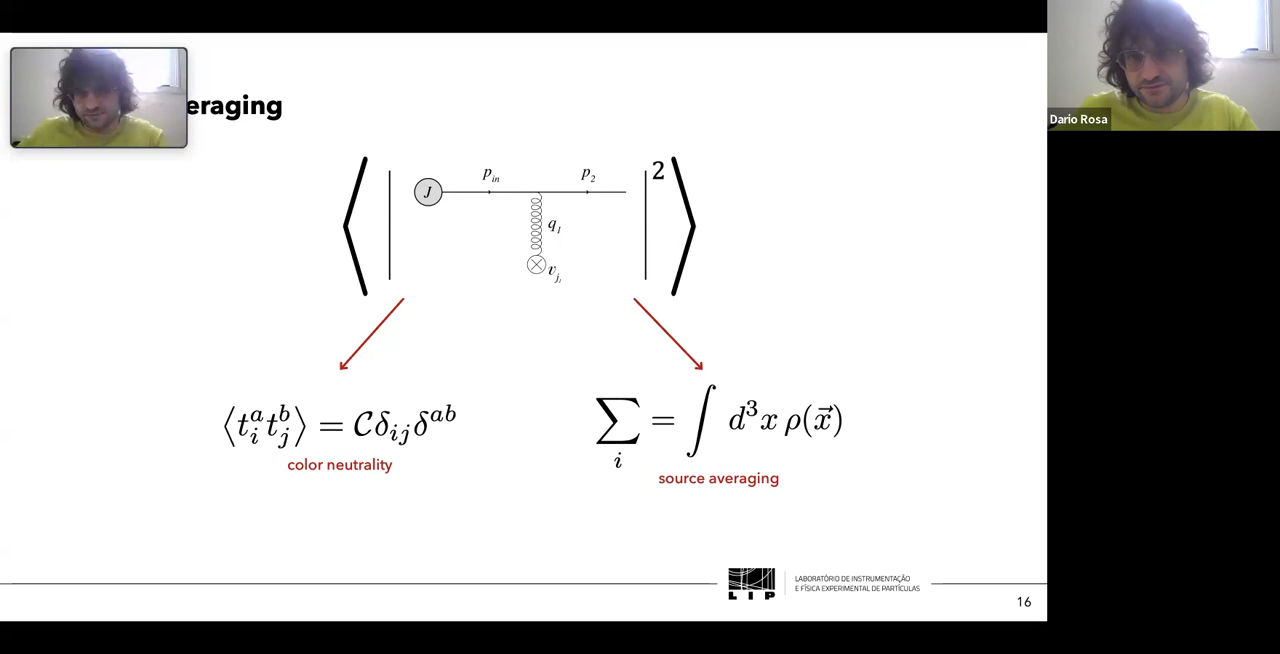 eraging
2
J
p_in
p_2
q_1
v_j_i
⟨t_i^a t_j^b⟩ = 𝒞δ_ij δ^ab
color neutrality
∑_i = ∫ d^3x ρ(x⃗)
source averaging
LIP
LABORATÓRIO DE INSTRUMENTAÇÃO
E FÍSICA EXPERIMENTAL DE PARTÍCULAS
16
Dario Rosa